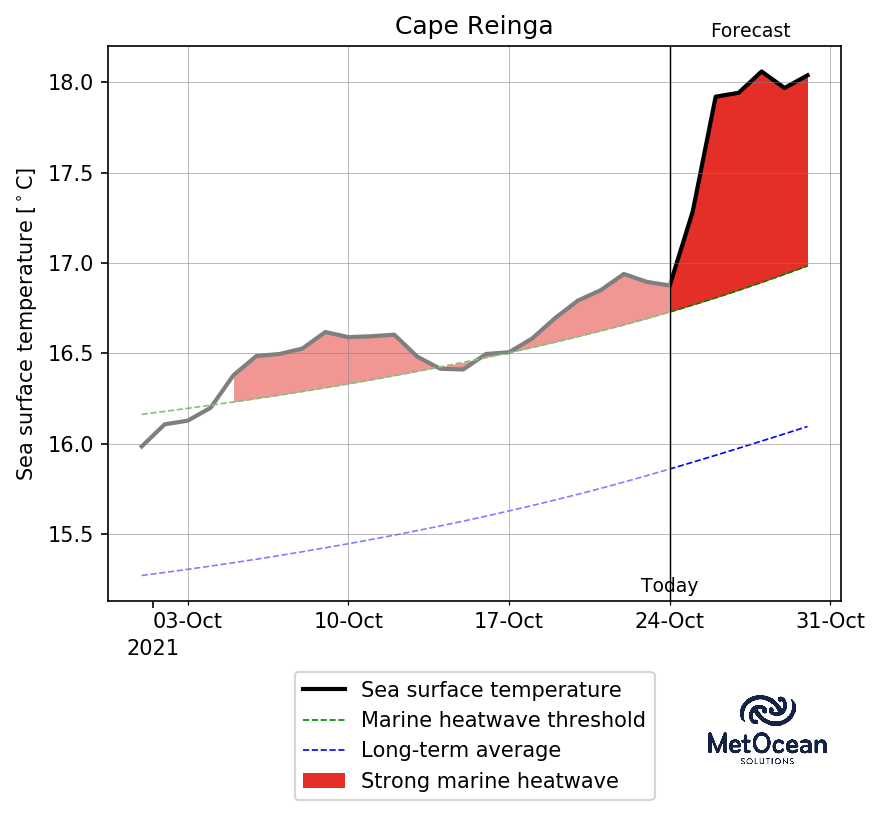 Cape Reinga
Forecast
Sea surface temperature [°C]
18.0
17.5
17.0
16.5
16.0
15.5
Today
03-Oct
10-Oct
17-Oct
24-Oct
31-Oct
2021
Sea surface temperature
Marine heatwave threshold
Long-term average
Strong marine heatwave
MetOcean
SOLUTIONS